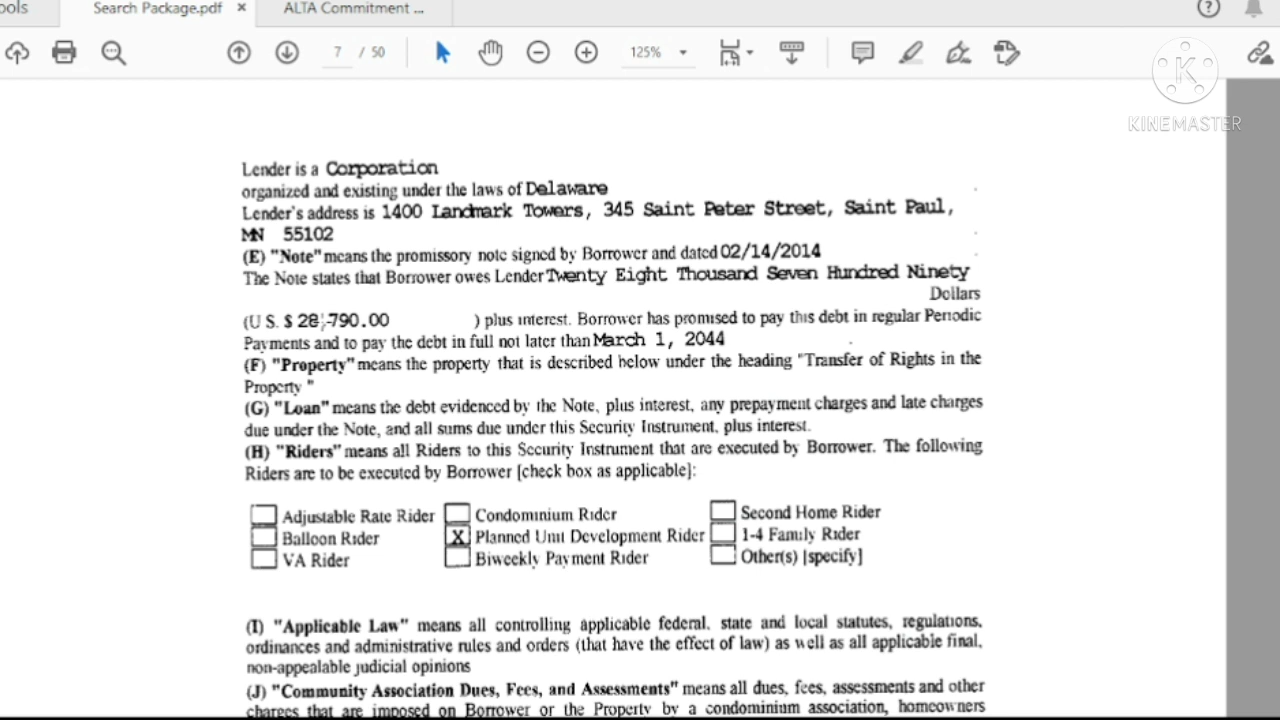 ools
Search Package.pdf ×
ALTA Commitment ...
7 / 50
125%
KINEMASTER
Lender is a Corporation
organized and existing under the laws of Delaware
Lender's address is 1400 Landmark Towers, 345 Saint Peter Street, Saint Paul,
MN 55102
(E) "Note" means the promissory note signed by Borrower and dated 02/14/2014
The Note states that Borrower owes Lender Twenty Eight Thousand Seven Hundred Ninety
Dollars
(U S. $ 28,790.00 ) plus interest. Borrower has promised to pay this debt in regular Periodic
Payments and to pay the debt in full not later than March 1, 2044
(F) "Property" means the property that is described below under the heading "Transfer of Rights in the
Property "
(G) "Loan" means the debt evidenced by the Note, plus interest, any prepayment charges and late charges
due under the Note, and all sums due under this Security Instrument, plus interest.
(H) "Riders" means all Riders to this Security Instrument that are executed by Borrower. The following
Riders are to be executed by Borrower [check box as applicable]:
Adjustable Rate Rider Condominium Rider Second Home Rider
Balloon Rider X Planned Unit Development Rider 1-4 Family Rider
VA Rider Biweekly Payment Rider Other(s) [specify]
(I) "Applicable Law" means all controlling applicable federal, state and local statutes, regulations,
ordinances and administrative rules and orders (that have the effect of law) as well as all applicable final,
non-appealable judicial opinions
(J) "Community Association Dues, Fees, and Assessments" means all dues, fees, assessments and other
charges that are imposed on Borrower or the Property by a condominium association, homeowners